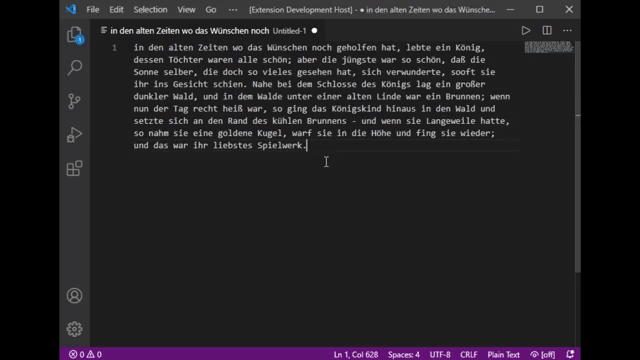 File Edit Selection View Go ··· [Extension Development Host] • in den alten Zeiten wo das Wünschen...
in den alten Zeiten wo das Wünschen noch Untitled-1
1 in den alten Zeiten wo das Wünschen noch geholfen hat, lebte ein König,
dessen Töchter waren alle schön; aber die jüngste war so schön, daß die
Sonne selber, die doch so vieles gesehen hat, sich verwunderte, sooft sie
ihr ins Gesicht schien. Nahe bei dem Schlosse des Königs lag ein großer
dunkler Wald, und in dem Walde unter einer alten Linde war ein Brunnen; wenn
nun der Tag recht heiß war, so ging das Königskind hinaus in den Wald und
setzte sich an den Rand des kühlen Brunnens - und wenn sie Langeweile hatte,
so nahm sie eine goldene Kugel, warf sie in die Höhe und fing sie wieder;
und das war ihr liebstes Spielwerk.
1
0 0 Ln 1, Col 628 Spaces: 4 UTF-8 CRLF Plain Text [off]